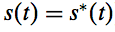 s(t) = s*(t)